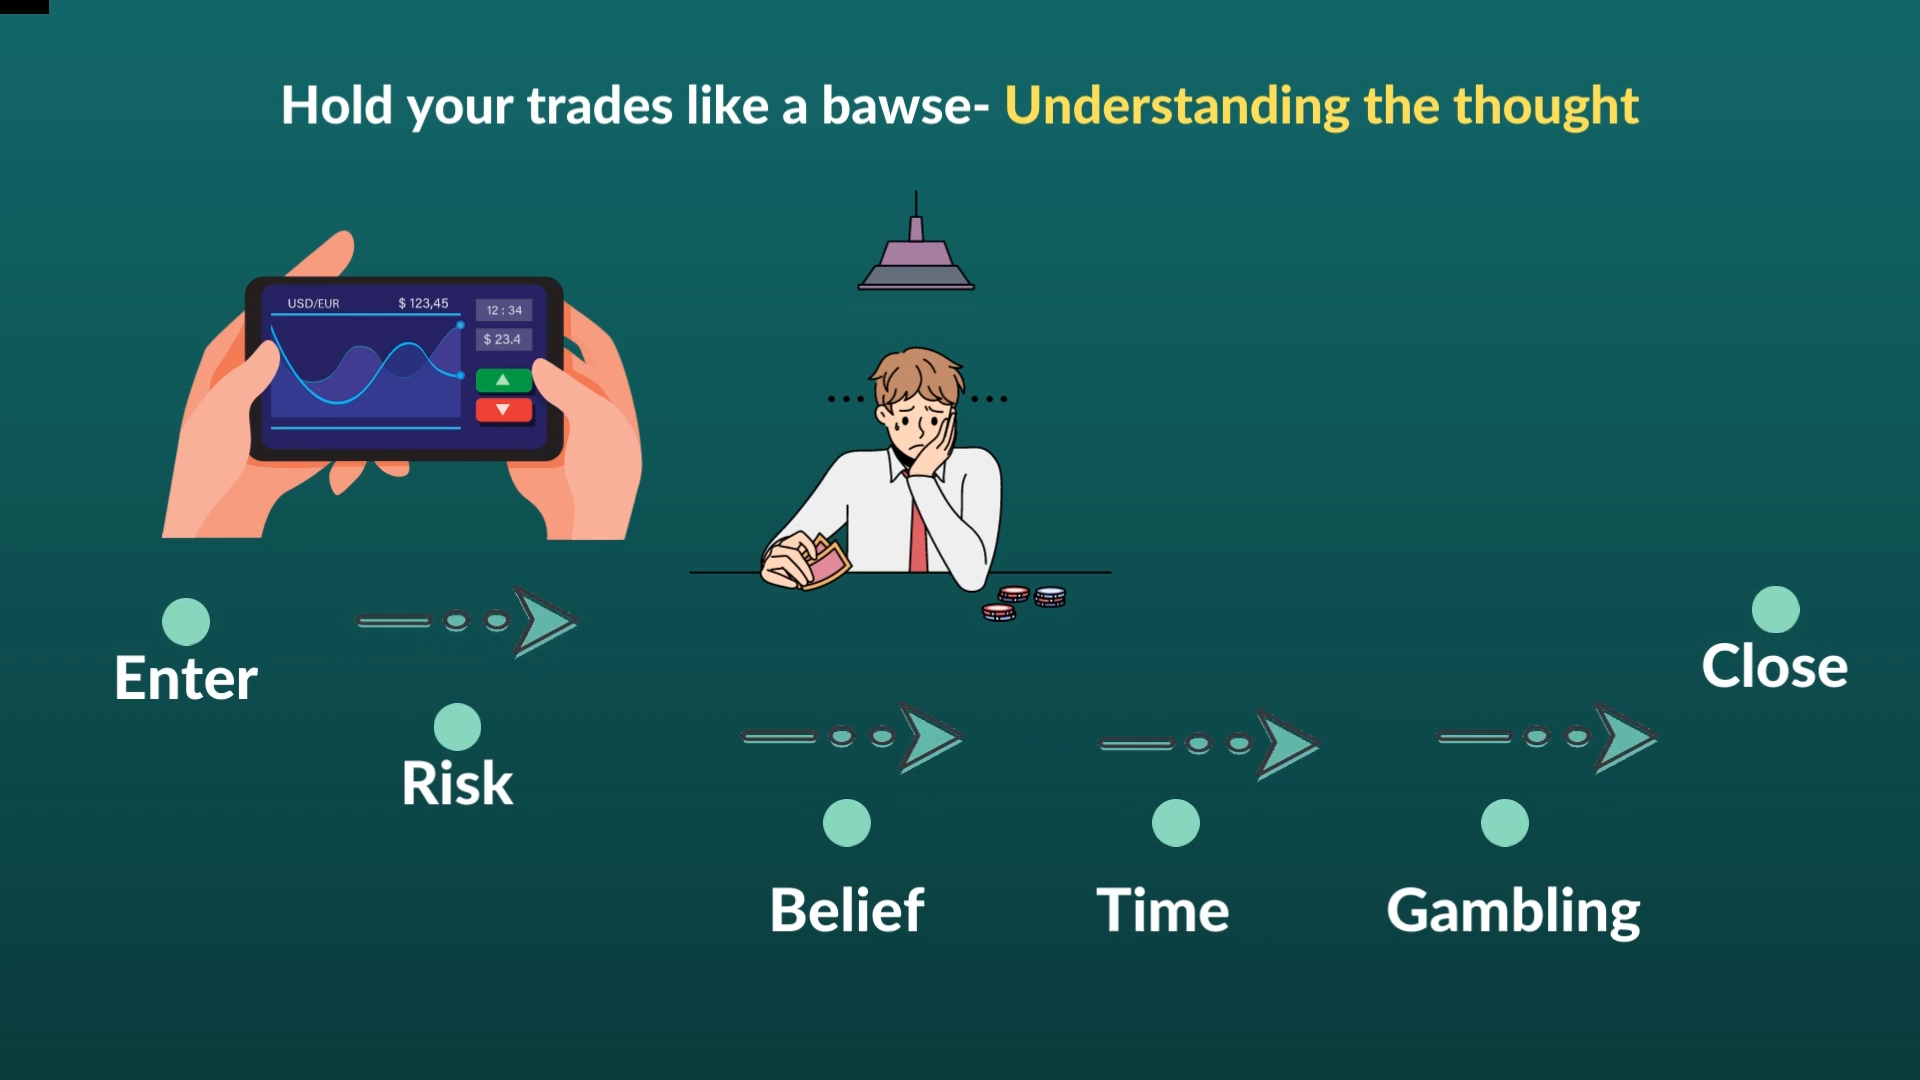 Hold your trades like a bawse- Understanding the thought
USD/EUR
$ 123,45
12 : 34
$ 23.4
Enter
Close
Risk
Belief
Time
Gambling